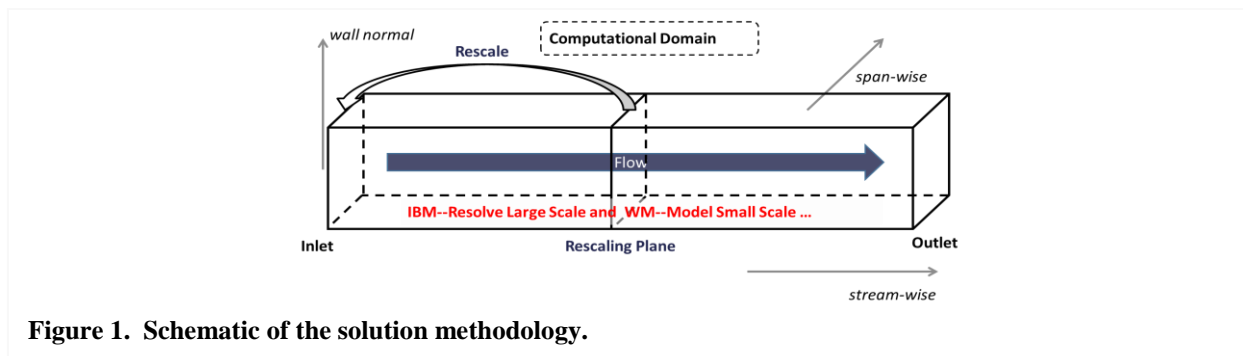 wall normal
Computational Domain
Rescale
span-wise
Flow
IBM--Resolve Large Scale and WM--Model Small Scale ...
Inlet
Rescaling Plane
Outlet
stream-wise
Figure 1. Schematic of the solution methodology.